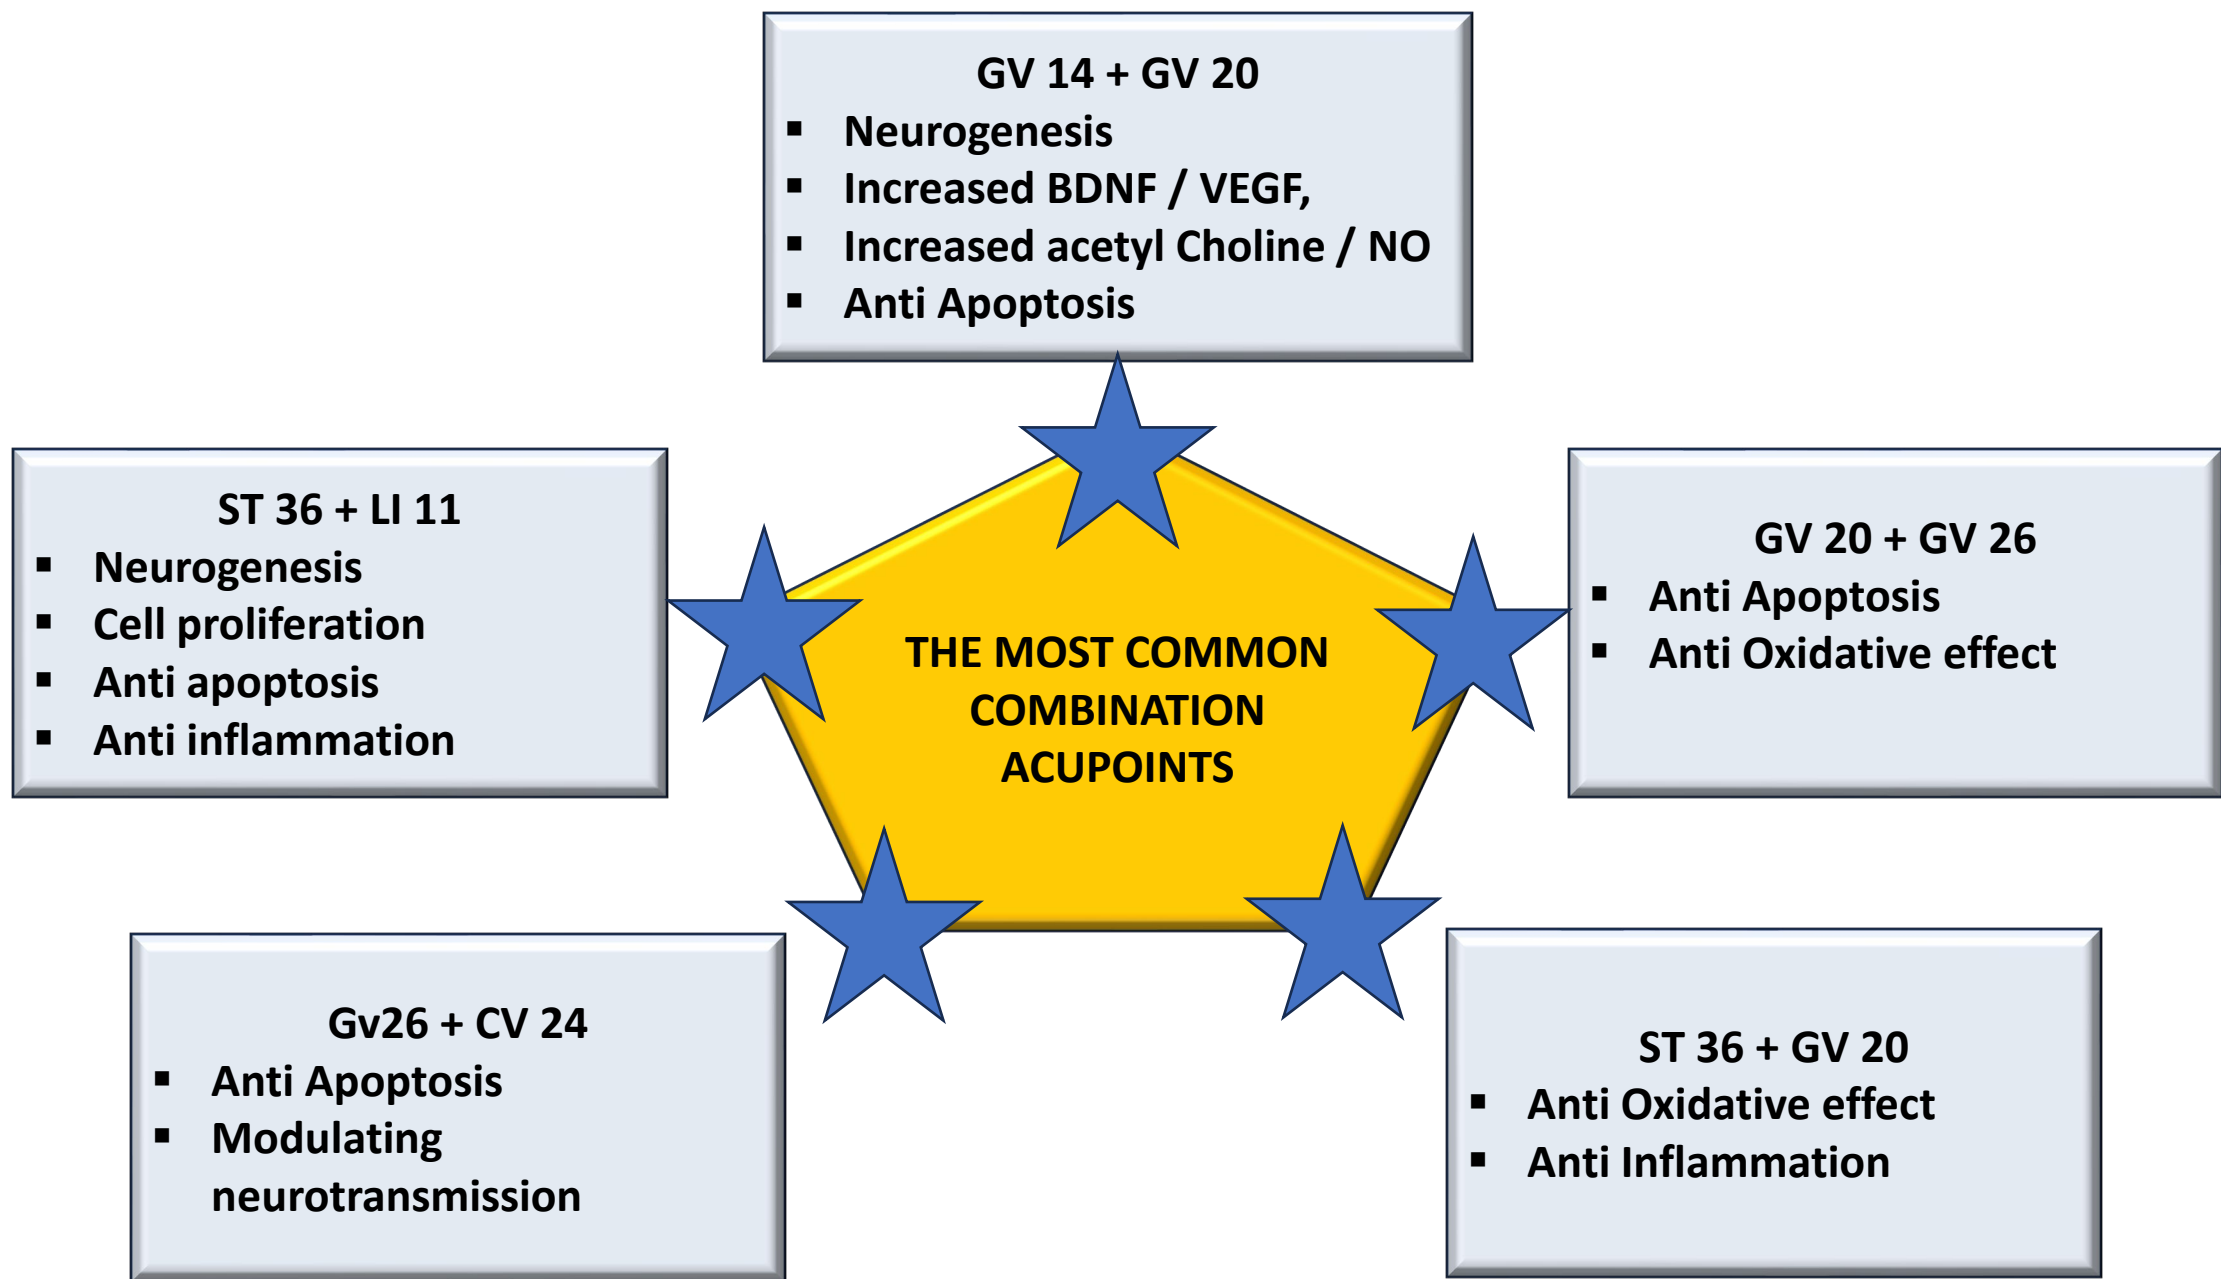 GV 14 + GV 20
▪ Neurogenesis
▪ Increased BDNF / VEGF,
▪ Increased acetyl Choline / NO
▪ Anti Apoptosis
ST 36 + LI 11
▪ Neurogenesis
▪ Cell proliferation
▪ Anti apoptosis
▪ Anti inflammation
THE MOST COMMON
COMBINATION
ACUPOINTS
GV 20 + GV 26
▪ Anti Apoptosis
▪ Anti Oxidative effect
Gv26 + CV 24
▪ Anti Apoptosis
▪ Modulating
neurotransmission
ST 36 + GV 20
▪ Anti Oxidative effect
▪ Anti Inflammation